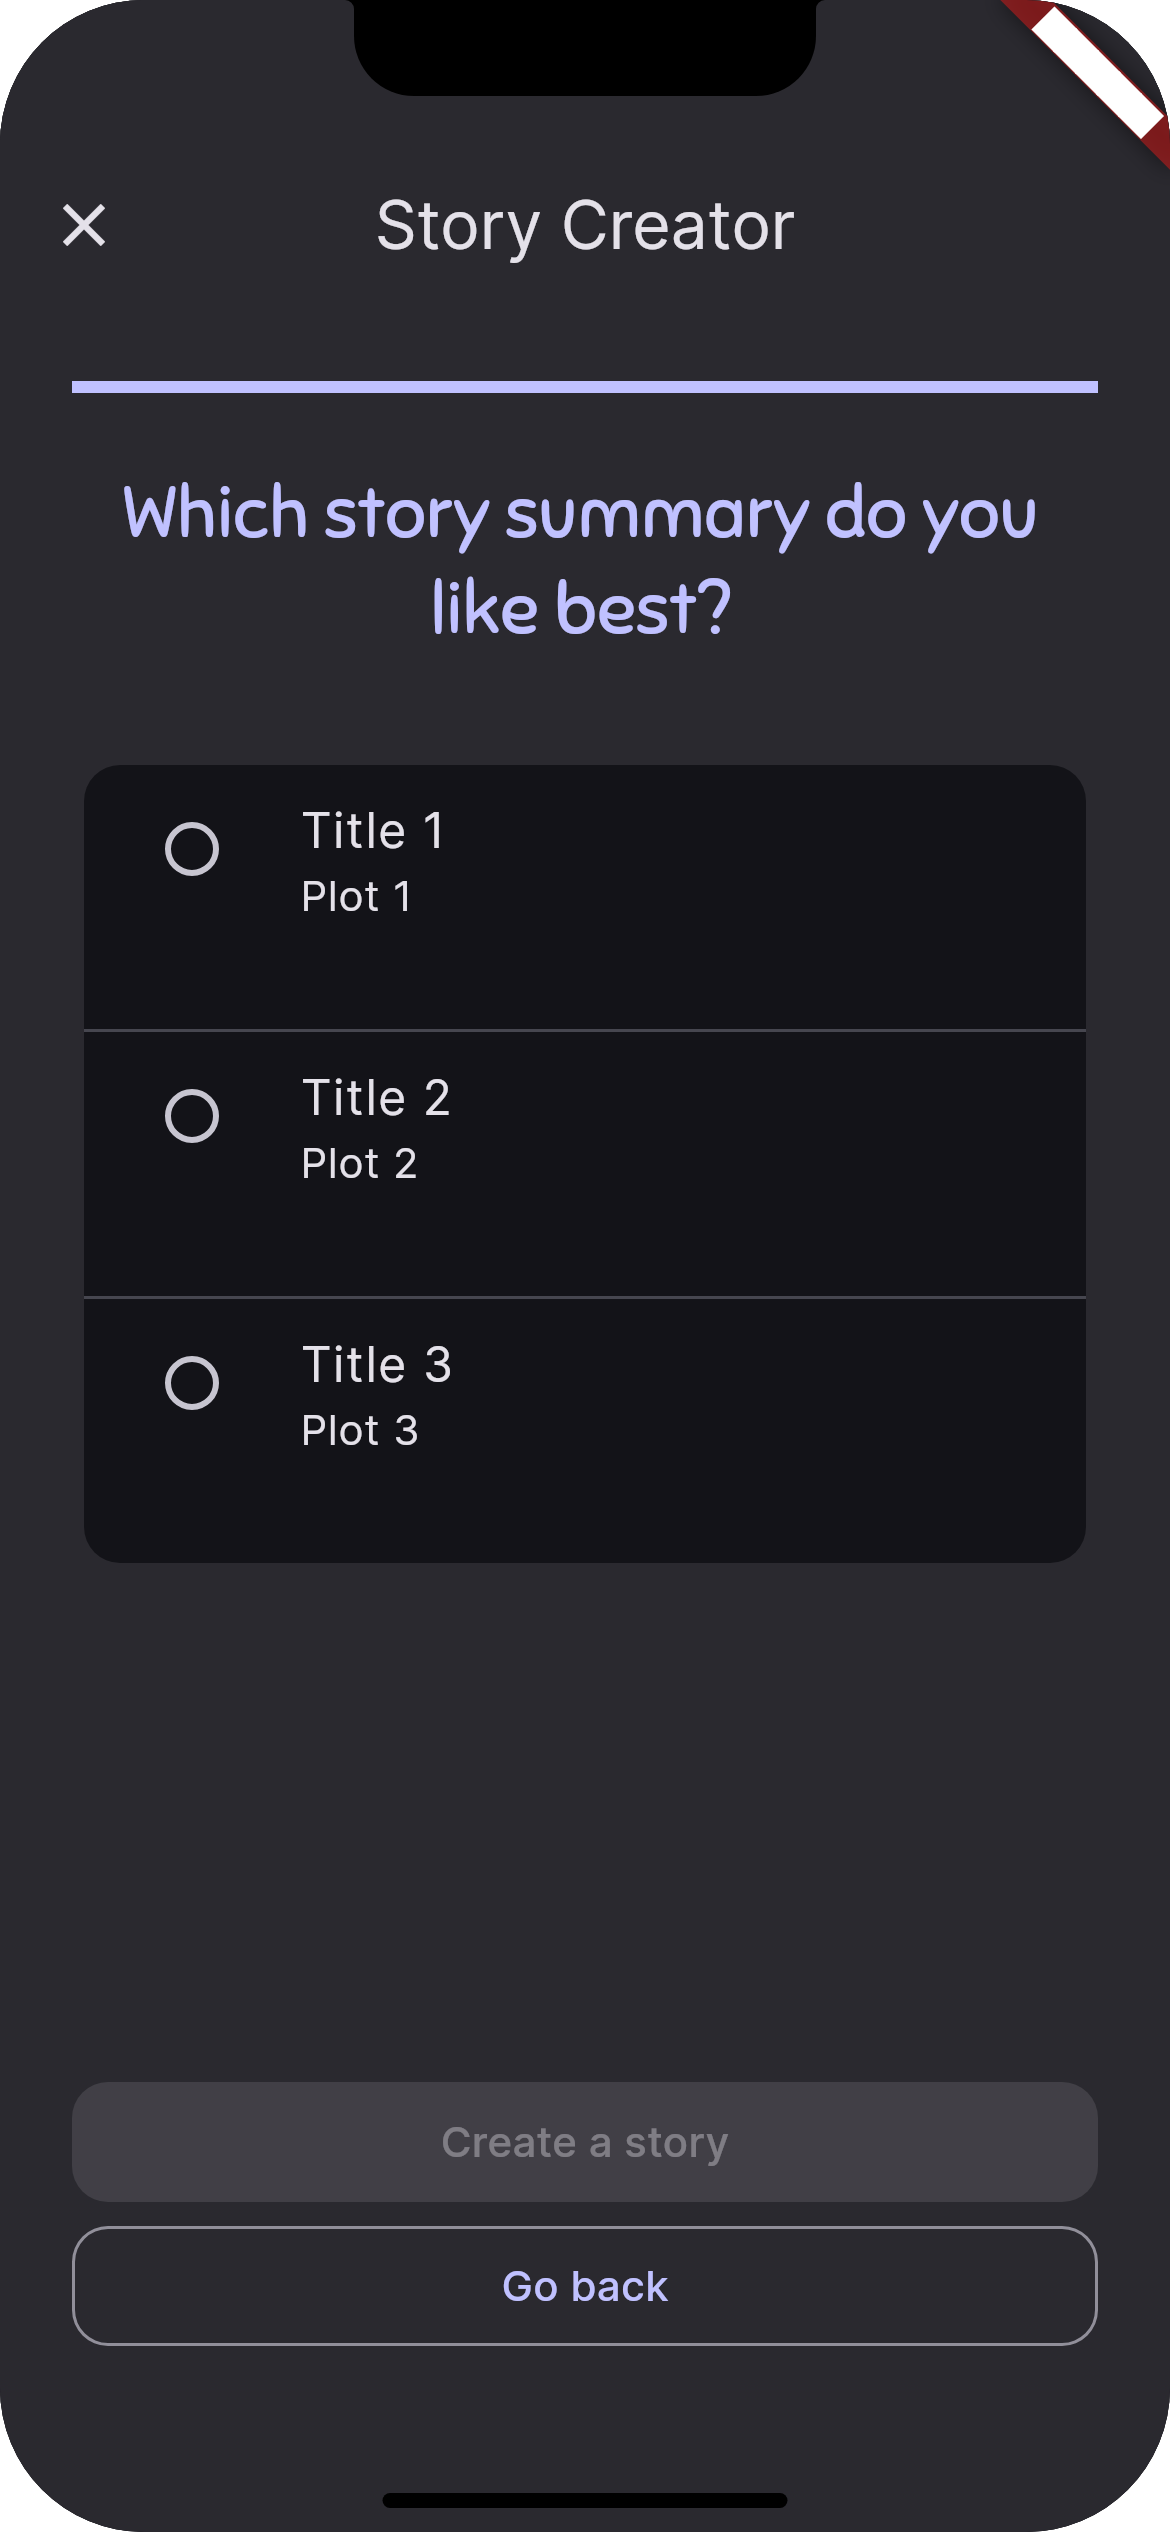 Story Creator
Which story summary do you
like best?
Title 1
Plot 1
Title 2
Plot 2
Title 3
Plot 3
Create a story
Go back